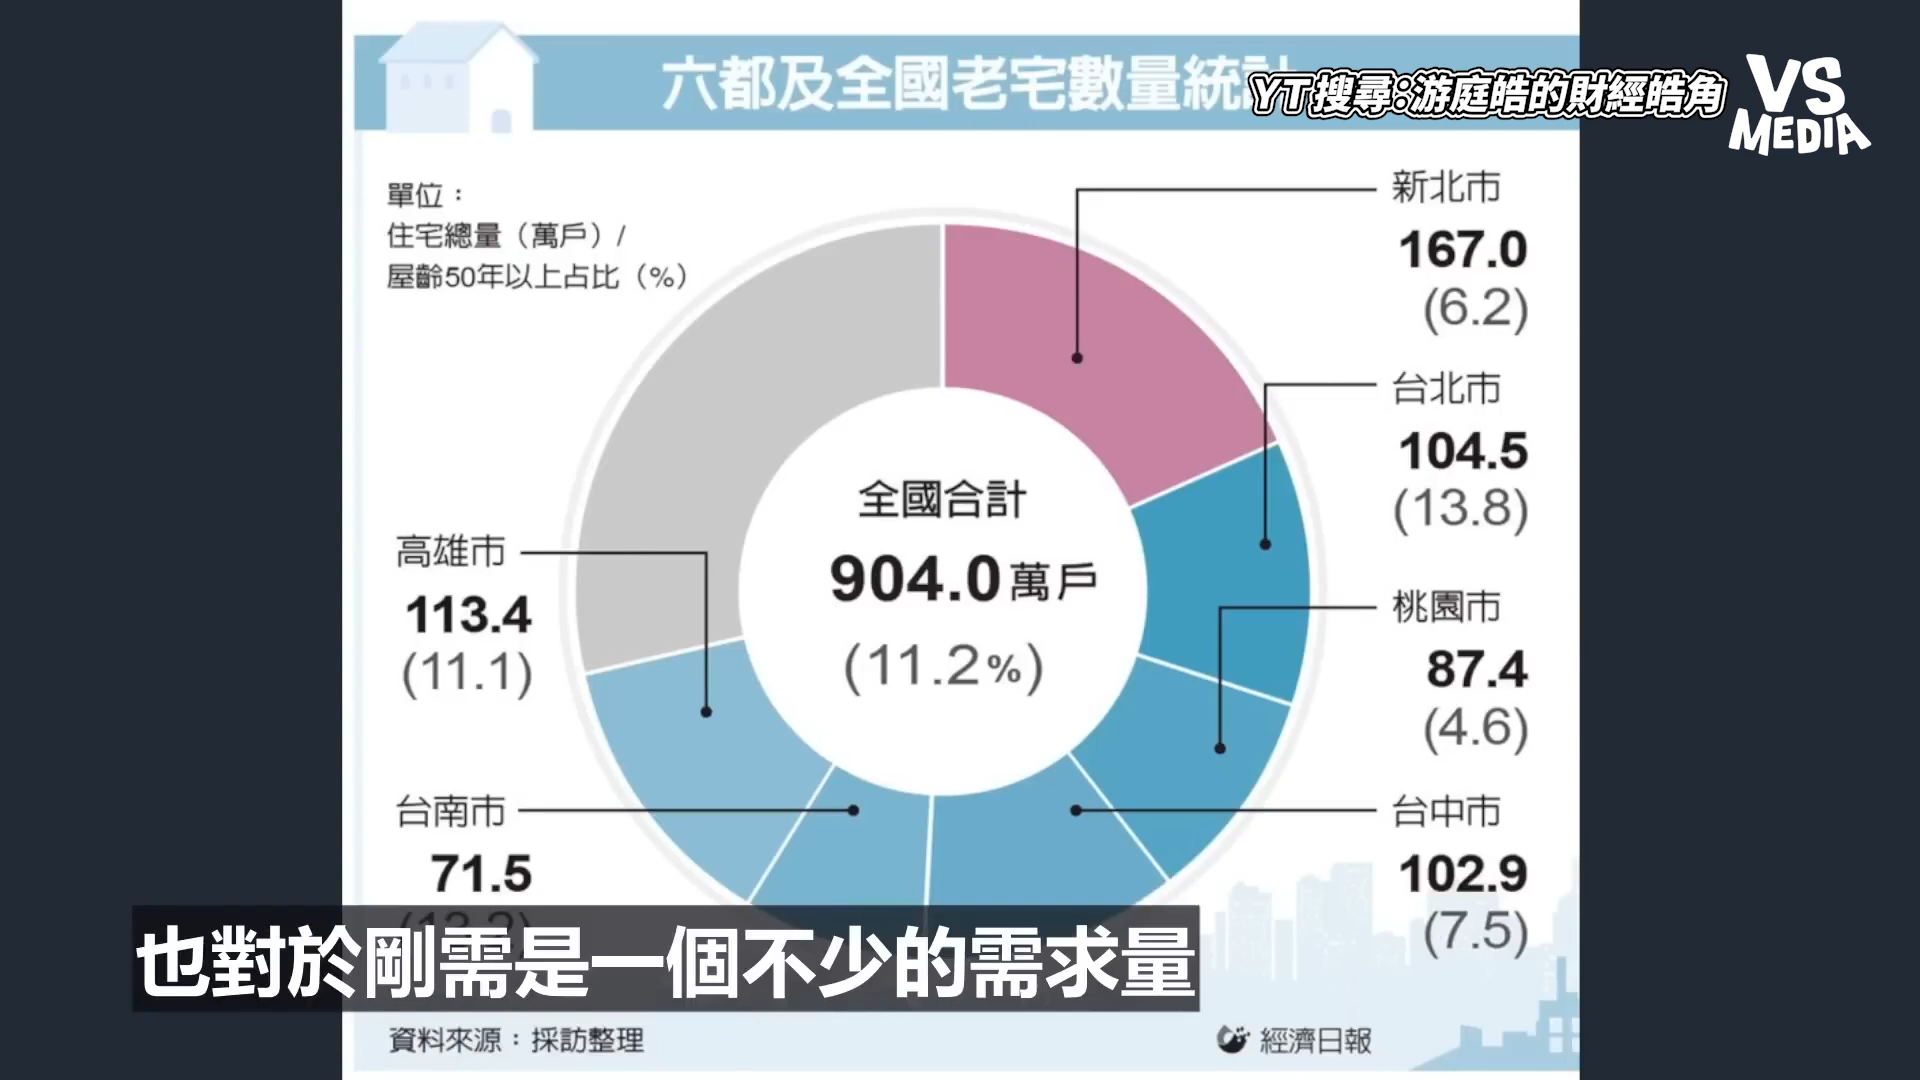 六都及全國老宅數量統計
YT搜尋:游庭皓的財經皓角
VS
MEDIA
單位：
住宅總量（萬戶）/
屋齡50年以上占比（%）
新北市
167.0
(6.2)
台北市
104.5
(13.8)
桃園市
87.4
(4.6)
台中市
102.9
(7.5)
全國合計
904.0萬戶
(11.2%)
高雄市
113.4
(11.1)
台南市
71.5
也對於剛需是一個不少的需求量
資料來源：採訪整理
經濟日報